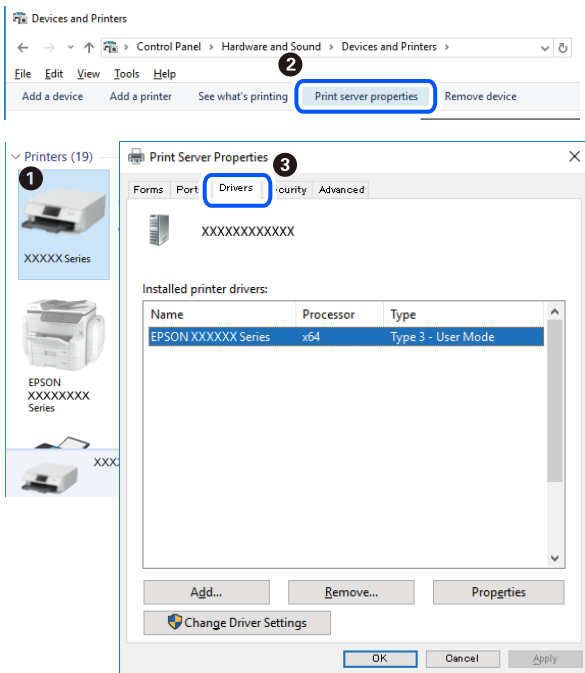 Devices and Printers
Control Panel > Hardware and Sound > Devices and Printers >
2
File Edit View Tools Help
Add a device Add a printer See what's printing Print server properties Remove device
Printers (19)
1
XXXXX Series
EPSON
XXXXXXXX
Series
XXX
Print Server Properties
3
Forms Port Drivers curity Advanced
XXXXXXXXXXXX
Installed printer drivers:
Name Processor Type
EPSON XXXXXX Series x64 Type 3 - User Mode
Add... Remove... Properties
Change Driver Settings
OK Cancel Apply